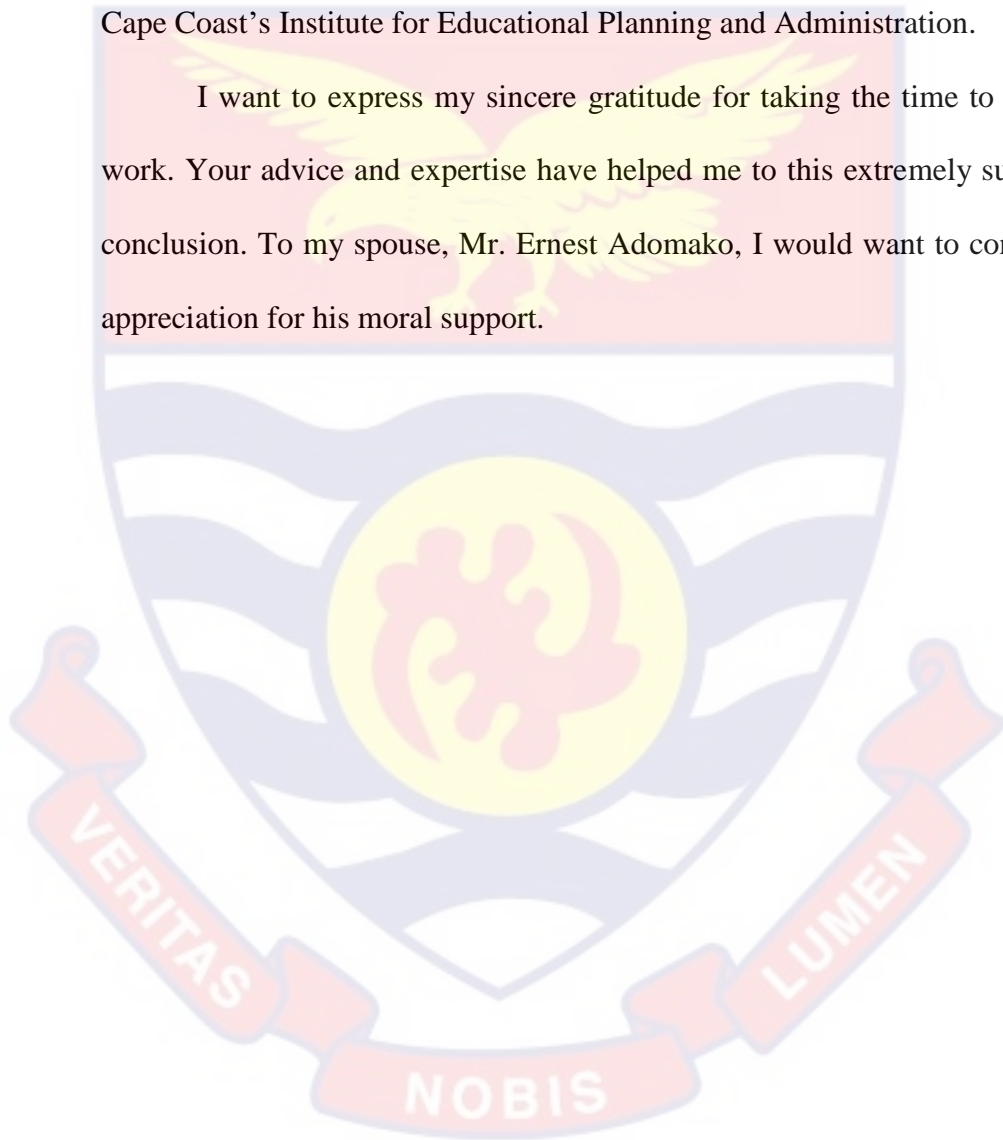 Cape Coast’s Institute for Educational Planning and Administration.
I want to express my sincere gratitude for taking the time to
work. Your advice and expertise have helped me to this extremely
conclusion. To my spouse, Mr. Ernest Adomako, I would want to
appreciation for his moral support.
VERITAS
NOBIS
LUMEN